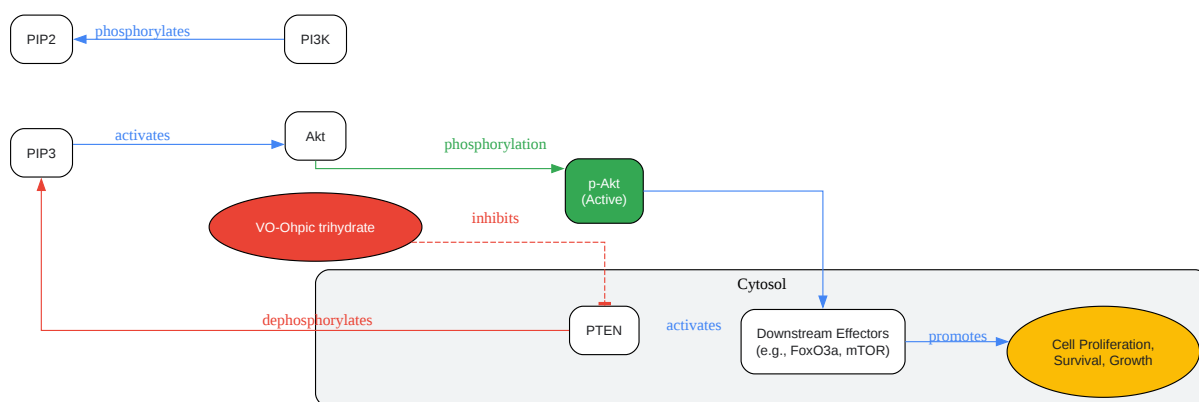 PIP2
phosphorylates
PI3K
PIP3
activates
Akt
phosphorylation
p-Akt
(Active)
VO-Ohpic trihydrate
inhibits
Cytosol
dephosphorylates
PTEN
activates
Downstream Effectors
(e.g., FoxO3a, mTOR)
promotes
Cell Proliferation,
Survival, Growth